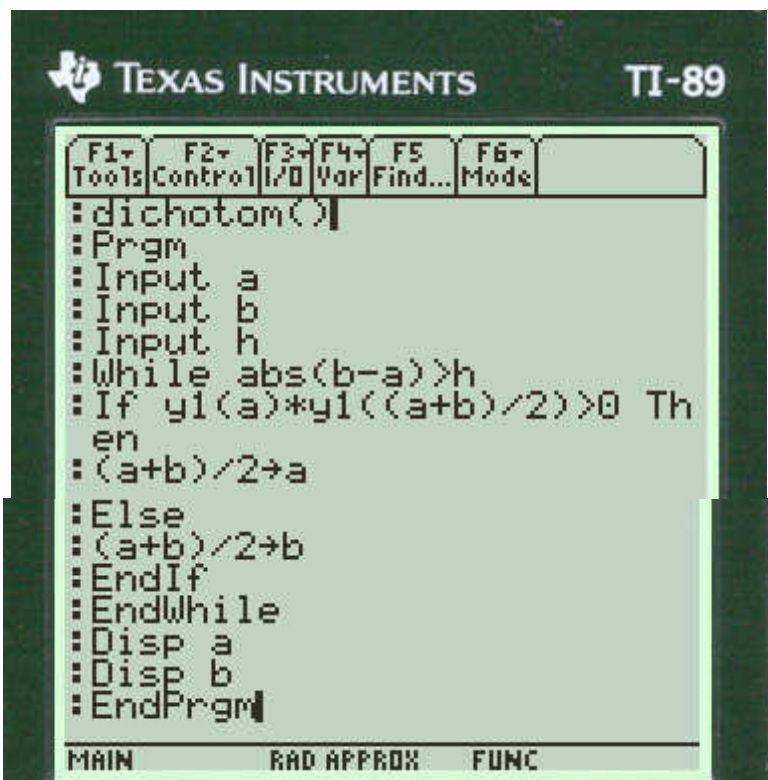 TEXAS INSTRUMENTS TI-89
F1▾ F2▾ F3▾ F4▾ F5 F6▾
Tools Control I/O Var Find... Mode
:dichotom()
:Prgm
:Input a
:Input b
:Input h
:While abs(b-a)>h
:If y1(a)*y1((a+b)/2)>0 Th
en
:(a+b)/2→a
:Else
:(a+b)/2→b
:EndIf
:EndWhile
:Disp a
:Disp b
:EndPrgm
MAIN RAD APPROX FUNC